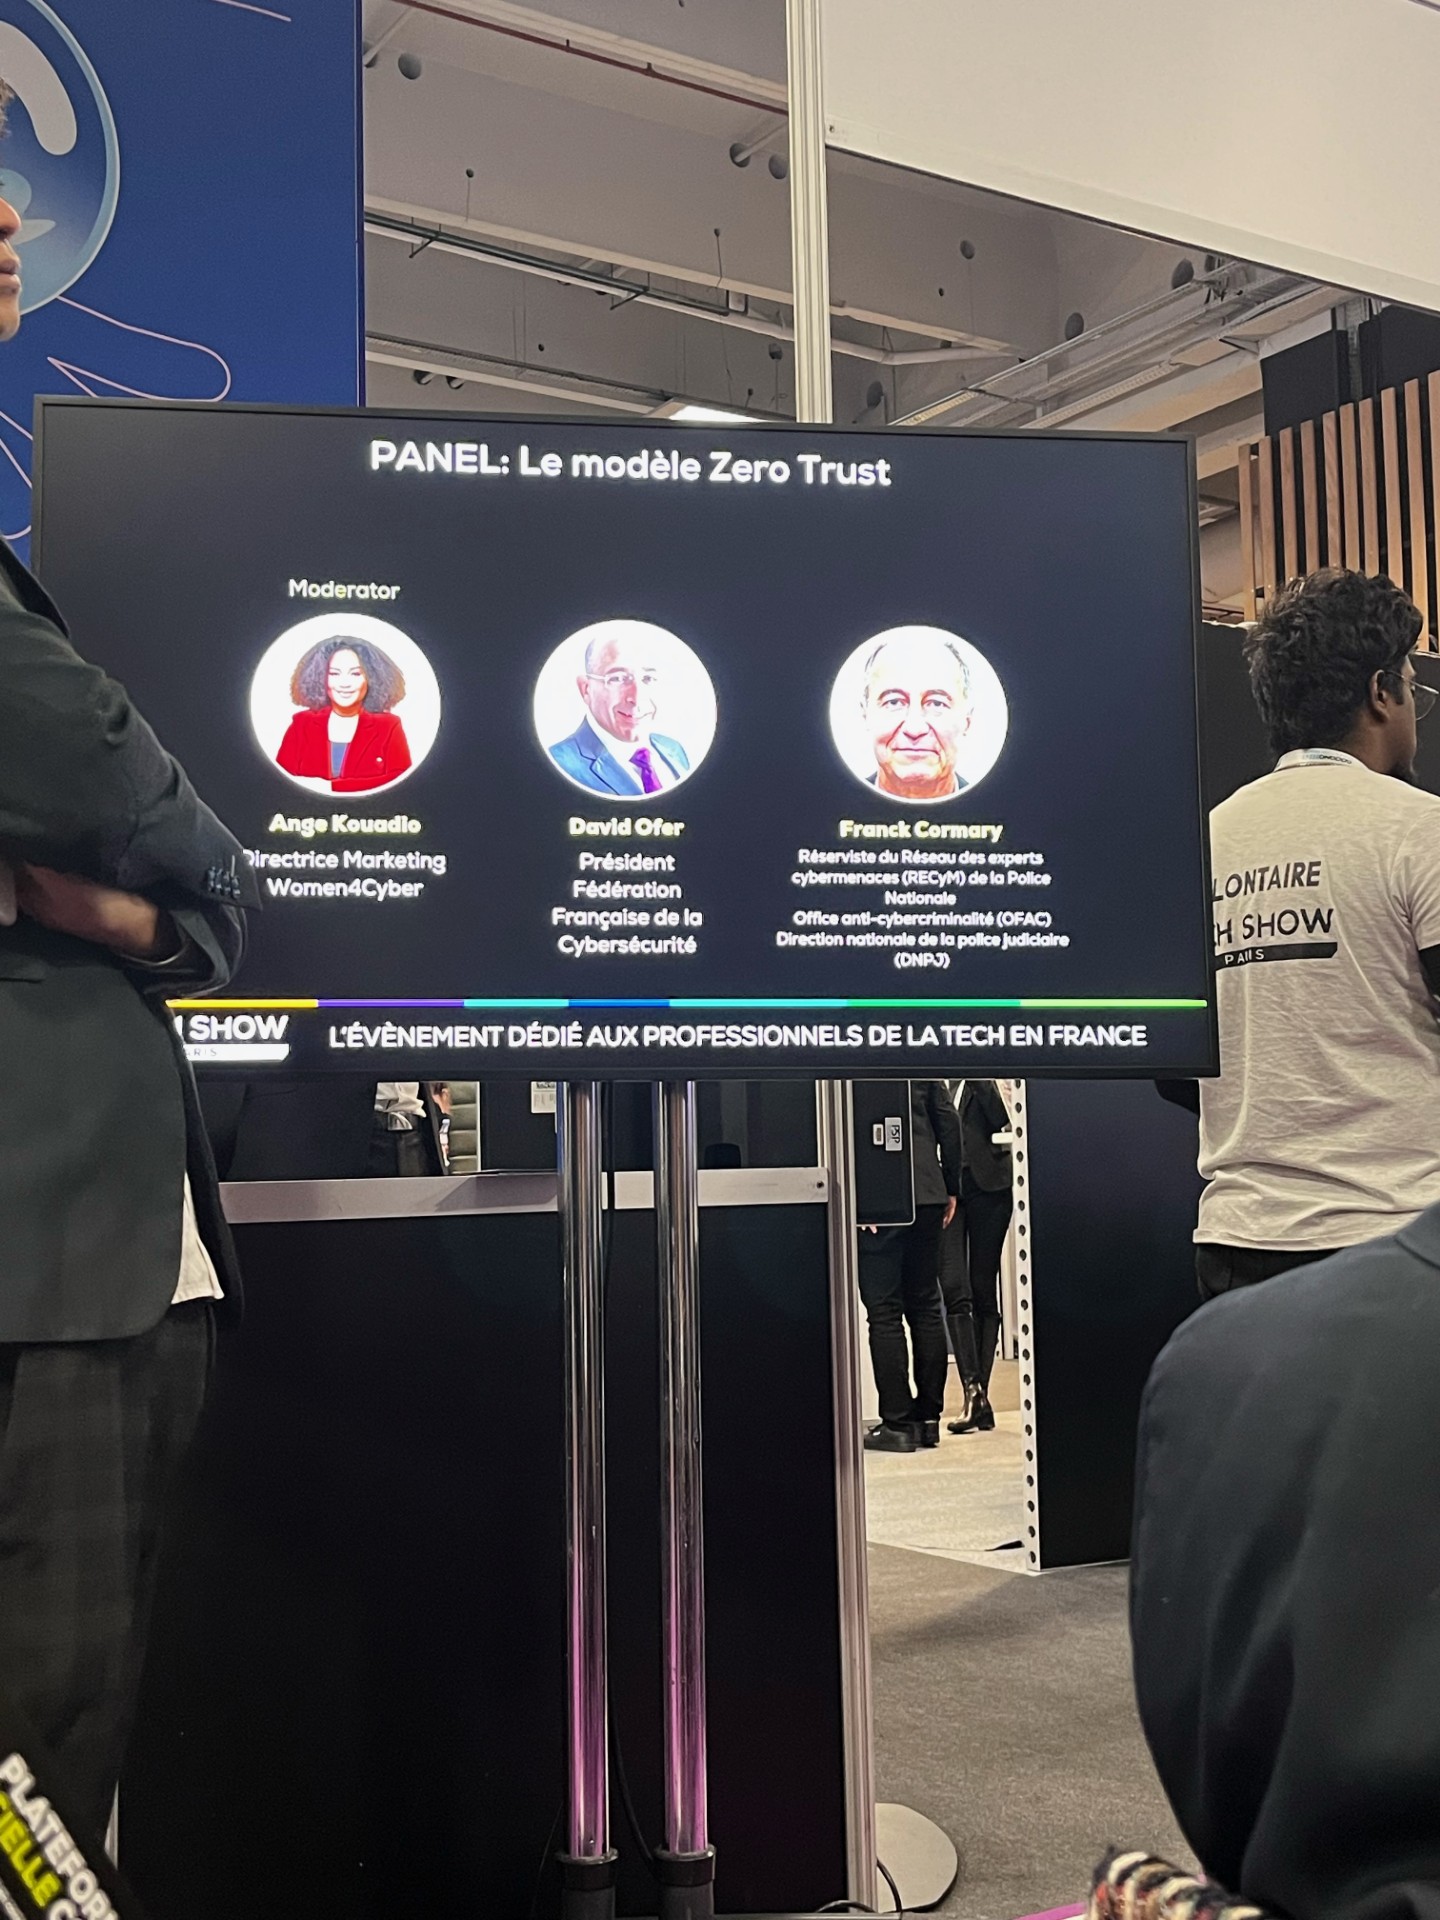 PANEL: Le modèle Zero Trust
Moderator
Ange Kouadio
Directrice Marketing
Women4Cyber
David Ofer
Président
Fédération
Française de la
Cybersécurité
Franck Cormary
Réserviste du Réseau des experts
cybermenaces (RECyM) de la Police
Nationale
Office anti-cybercriminalité (OFAC)
Direction nationale de la police judiciaire
(DNPJ)
SHOW
L'ÉVÈNEMENT DÉDIÉ AUX PROFESSIONNELS DE LA TECH EN FRANCE
LONTAIRE
H SHOW
PARIS
PLATEFOR
IELLE